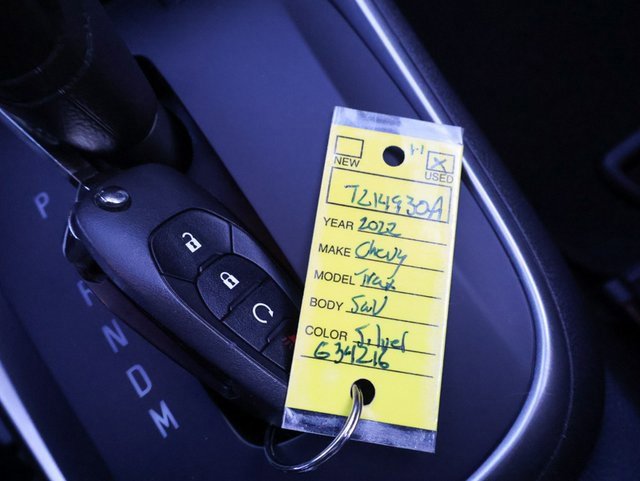 NEW
USED
T214930A
YEAR 2022
MAKE Chevy
MODEL Trax
BODY SUV
COLOR Silver
634216
P
R
N
D
M